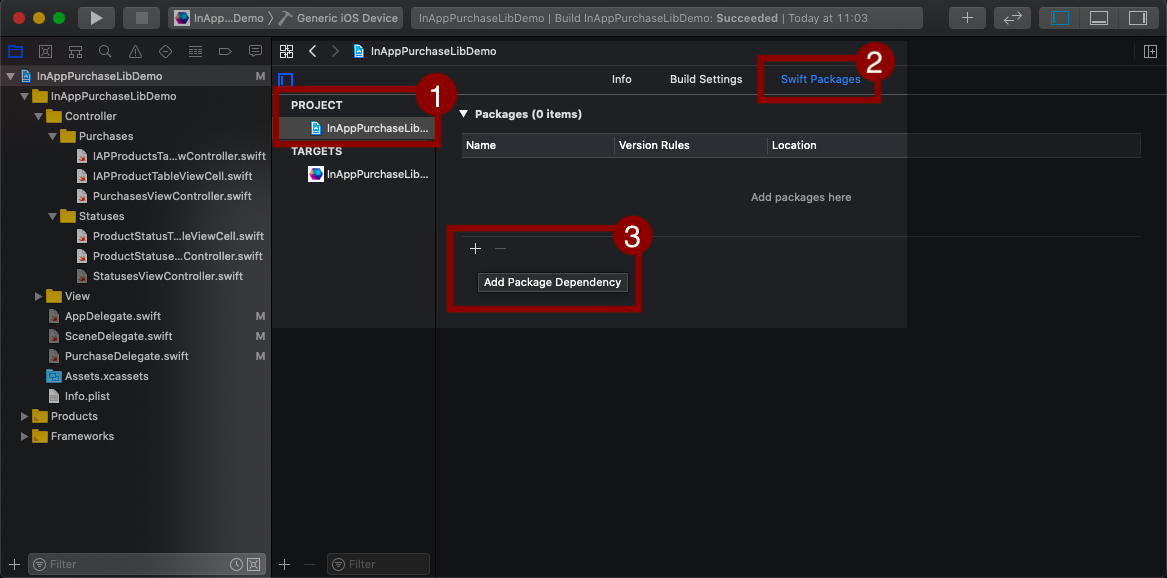 InApp...Demo 〉 Generic iOS Device
InAppPurchaseLibDemo | Build InAppPurchaseLibDemo: Succeeded | Today at 11:03
InAppPurchaseLibDemo M
InAppPurchaseLibDemo
Controller
Purchases
IAPProductsTa...wController.swift
IAPProductTableViewCell.swift
PurchasesViewController.swift
Statuses
ProductStatusT...leViewCell.swift
ProductStatuse...Controller.swift
StatusesViewController.swift
View
AppDelegate.swift M
SceneDelegate.swift M
PurchaseDelegate.swift M
Assets.xcassets
Info.plist
Products
Frameworks
Filter
InAppPurchaseLibDemo
1
PROJECT
InAppPurchaseLib...
TARGETS
InAppPurchaseLib...
Filter
2
Info Build Settings Swift Packages
Packages (0 items)
Name Version Rules Location
Add packages here
3
Add Package Dependency